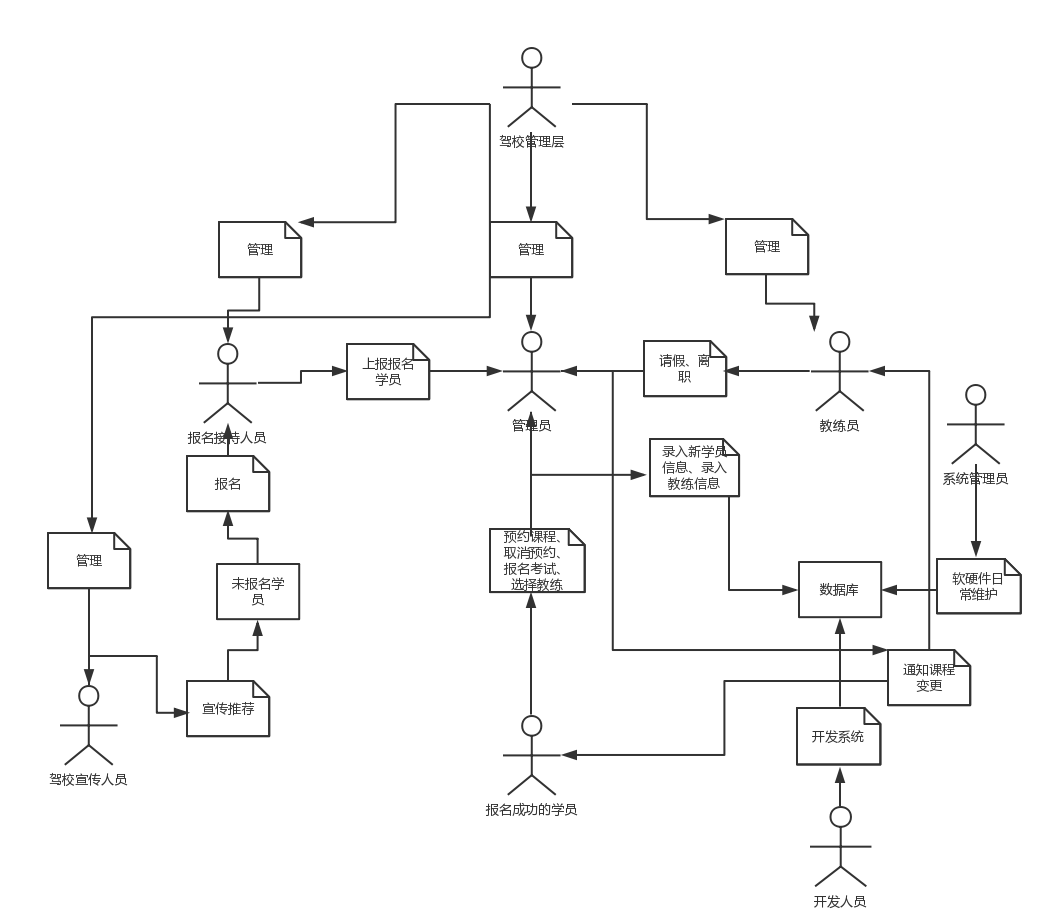 驾校管理层
管理
管理
管理
上报报名
学员
请假、离
职
报名接待人员
管理员
教练员
录入新学员
信息、录入
教练信息
系统管理员
报名
预约课程、
取消预约、
报名考试、
选择教练
管理
未报名学
员
数据库
软硬件日
常维护
通知课程
变更
宣传推荐
开发系统
驾校宣传人员
报名成功的学员
开发人员